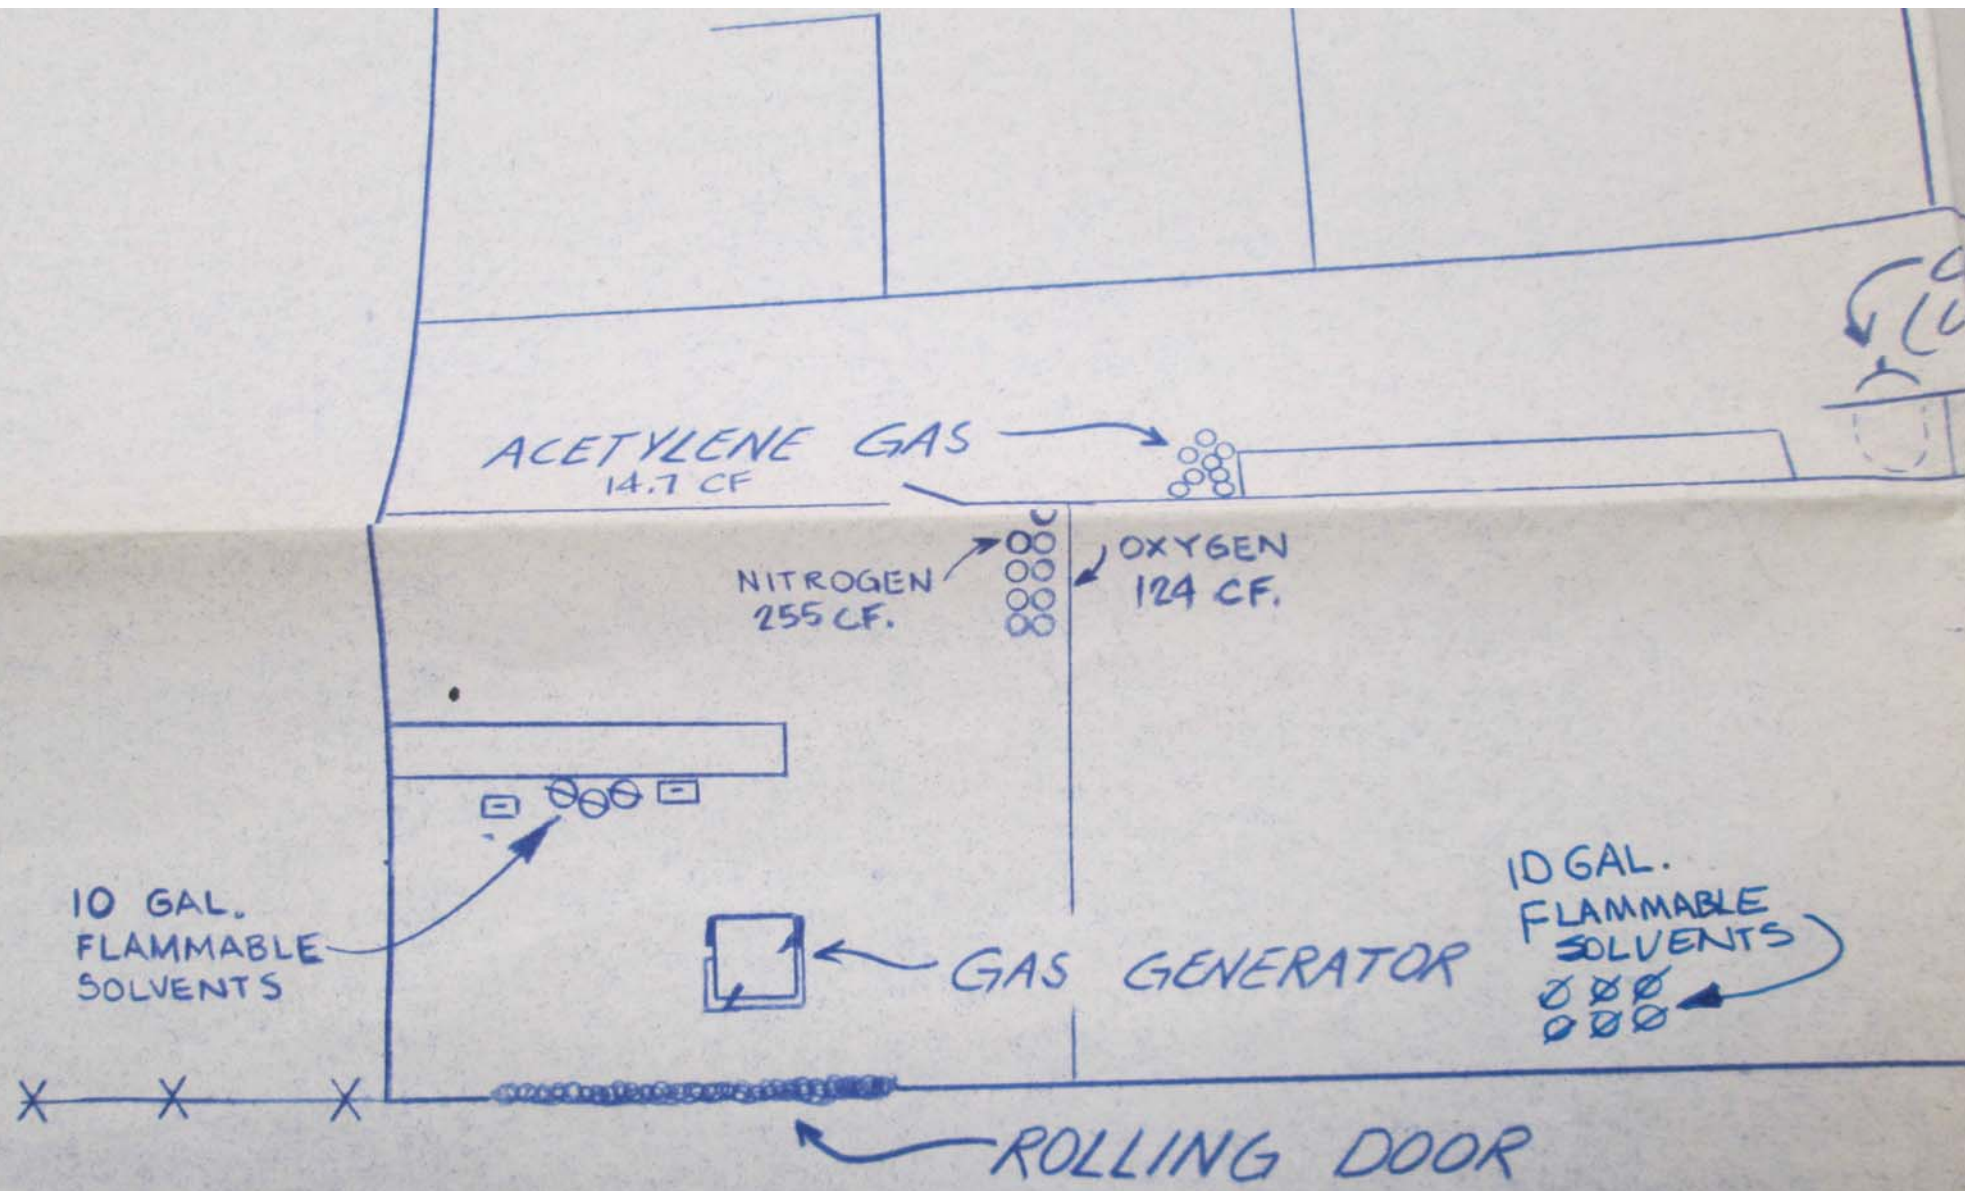 ACETYLENE GAS
14.7 CF
NITROGEN
255 CF.
OXYGEN
124 CF.
10 GAL.
FLAMMABLE
SOLVENTS
GAS GENERATOR
10 GAL.
FLAMMABLE
SOLVENTS
ROLLING DOOR